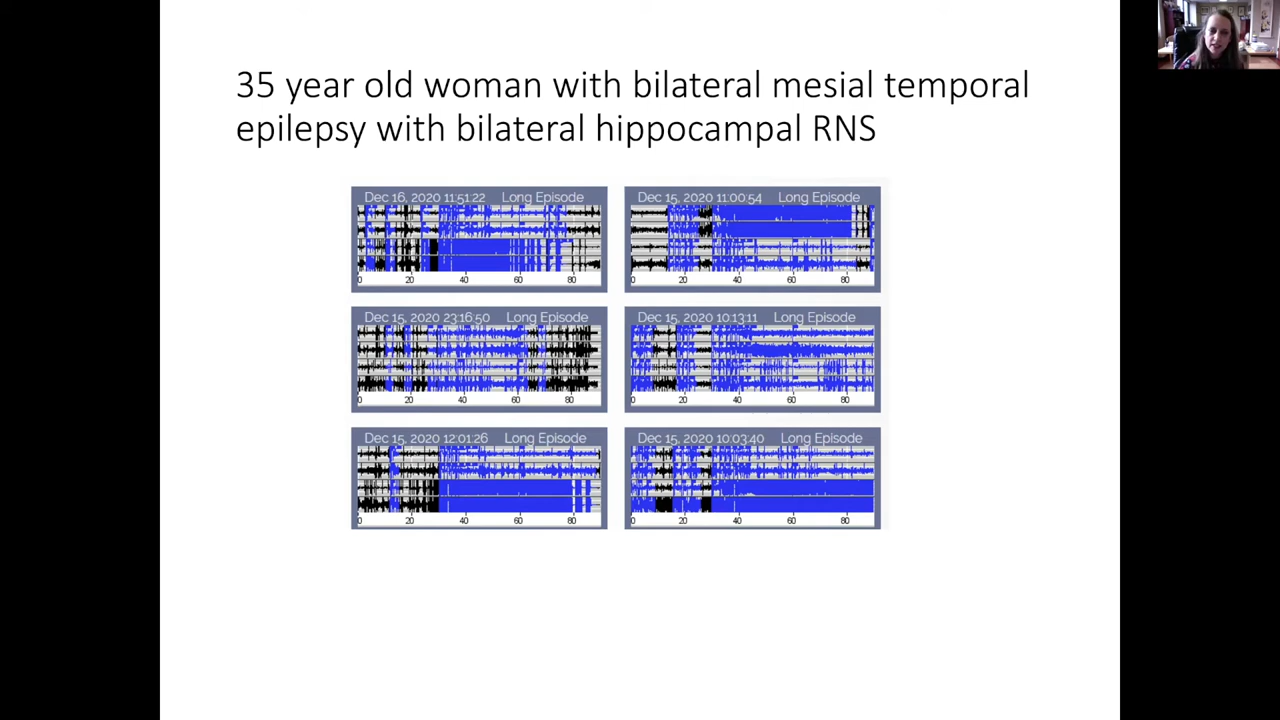 35 year old woman with bilateral mesial temporal
epilepsy with bilateral hippocampal RNS
Dec 16, 2020 11:51:22 Long Episode
0 20 40 60 80
Dec 15, 2020 11:00:54 Long Episode
0 20 40 60 80
Dec 15, 2020 23:16:50 Long Episode
0 20 40 60 80
Dec 15, 2020 10:13:11 Long Episode
0 20 40 60 80
Dec 15, 2020 12:01:26 Long Episode
0 20 40 60 80
Dec 15, 2020 10:03:40 Long Episode
0 20 40 60 80